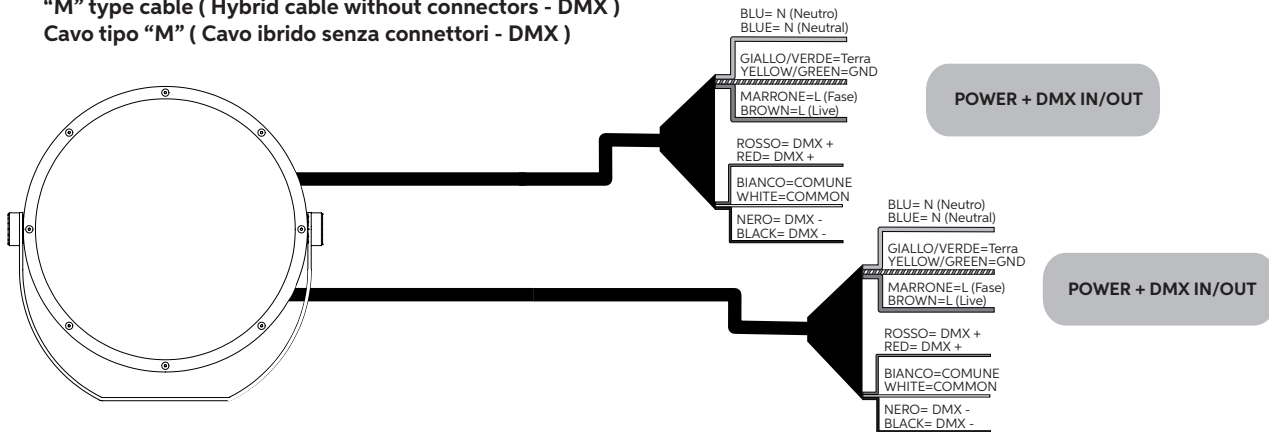 “M” type cable ( Hybrid cable without connectors - DMX )
Cavo tipo “M” ( Cavo ibrido senza connettori - DMX )
BLU= N (Neutro)
BLUE= N (Neutral)
GIALLO/VERDE=Terra
YELLOW/GREEN=GND
MARRONE=L (Fase)
BROWN=L (Live)
ROSSO= DMX +
RED= DMX +
BIANCO=COMUNE
WHITE=COMMON
NERO= DMX -
BLACK= DMX -
POWER + DMX IN/OUT
BLU= N (Neutro)
BLUE= N (Neutral)
GIALLO/VERDE=Terra
YELLOW/GREEN=GND
MARRONE=L (Fase)
BROWN=L (Live)
ROSSO= DMX +
RED= DMX +
BIANCO=COMUNE
WHITE=COMMON
NERO= DMX -
BLACK= DMX -
POWER + DMX IN/OUT